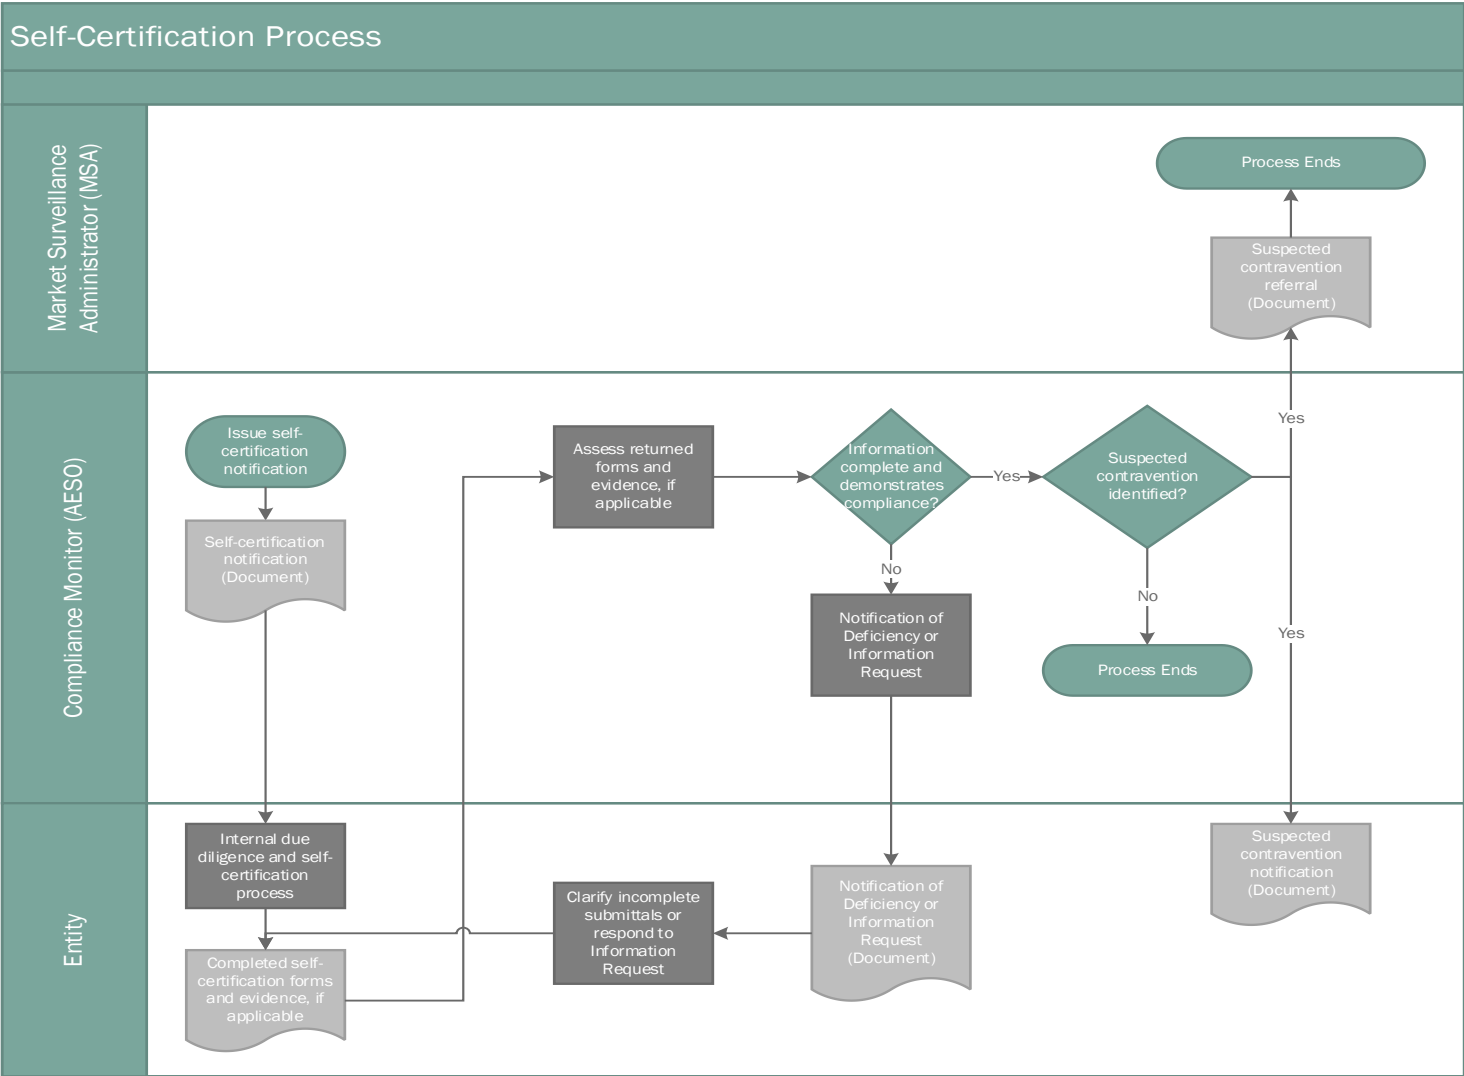 Self-Certification Process
Market Surveillance
Administrator (MSA)
Process Ends
Suspected
contravention
referral
(Document)
Compliance Monitor (AESO)
Issue self-
certification
notification
Self-certification
notification
(Document)
Assess returned
forms and
evidence, if
applicable
Information
complete and
demonstrates
compliance?
Yes
Suspected
contravention
identified?
Yes
No
Notification of
Deficiency or
Information
Request
No
Process Ends
Yes
Entity
Internal due
diligence and self-
certification
process
Completed self-
certification forms
and evidence, if
applicable
Clarify incomplete
submittals or
respond to
Information
Request
Notification of
Deficiency or
Information
Request
(Document)
Suspected
contravention
notification
(Document)